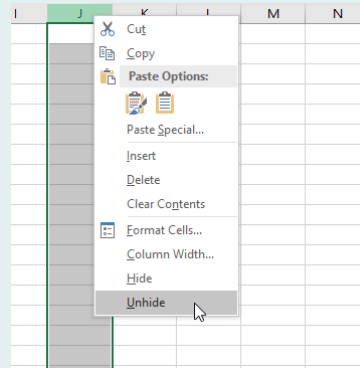 I J K L M N
Cut
Copy
Paste Options:
Paste Special...
Insert
Delete
Clear Contents
Format Cells...
Column Width...
Hide
Unhide